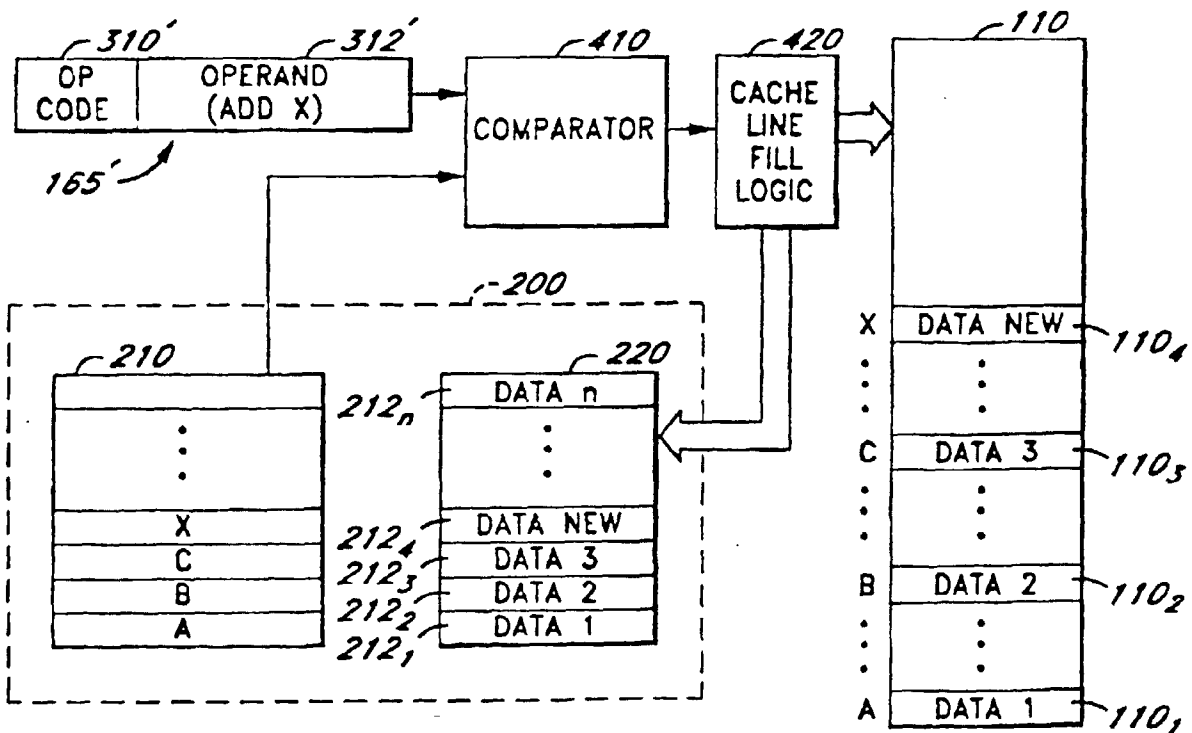 310′
312′
410
420
110
OP
CODE
OPERAND
(ADD X)
COMPARATOR
CACHE
LINE
FILL
LOGIC
165′
200
210
220
212n
DATA n
X
DATA NEW
110₄
C
DATA 3
110₃
X
212₄
DATA NEW
C
212₃
DATA 3
B
212₂
DATA 2
A
212₁
DATA 1
B
DATA 2
110₂
A
DATA 1
110₁